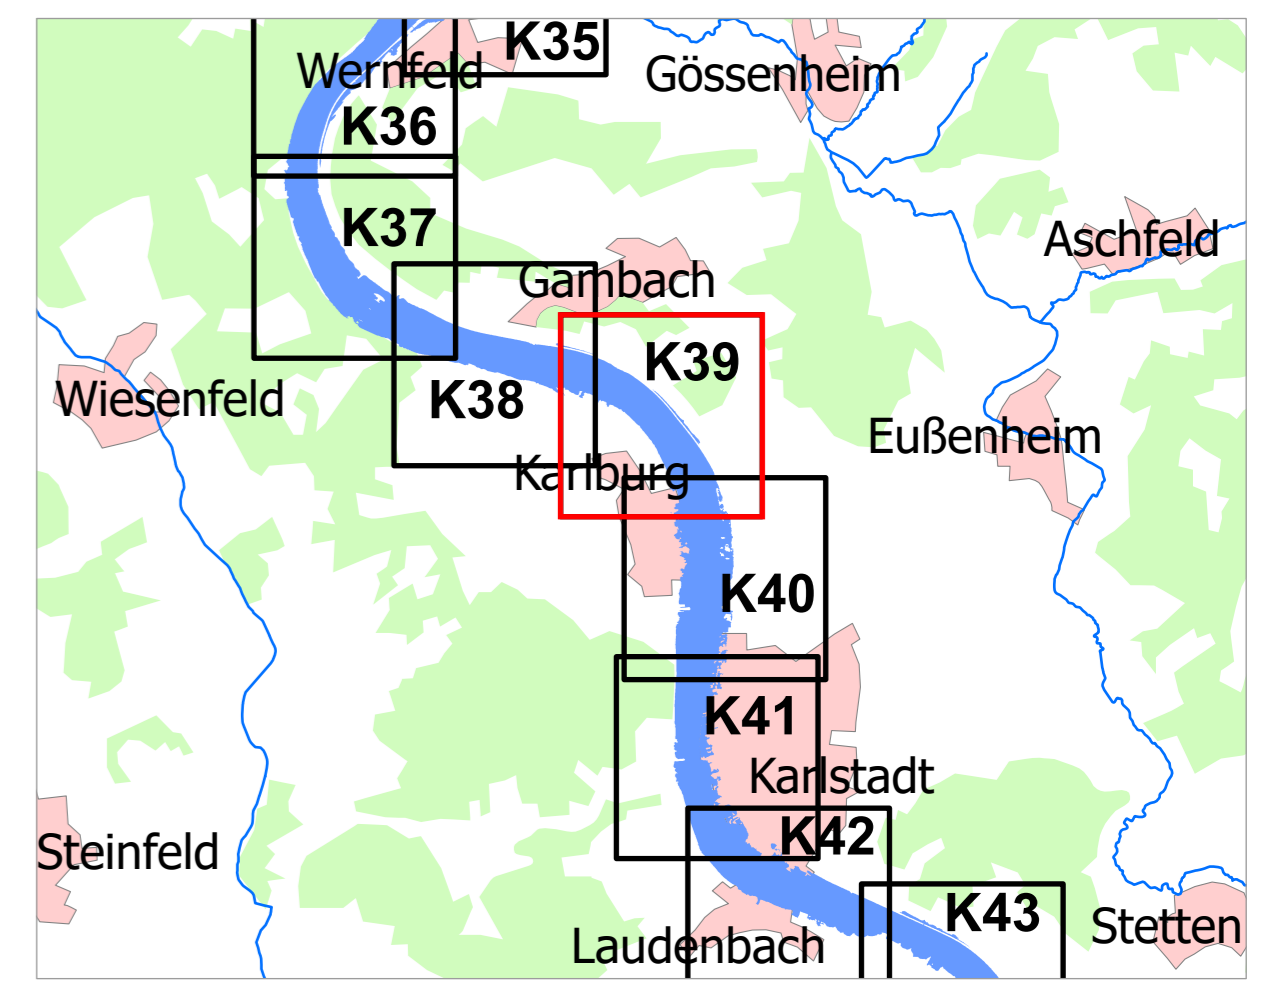 K35
Wernfeld
Gössenheim
K36
K37
Aschfeld
Gambach
K39
Wiesenfeld
K38
Eußenheim
Karlburg
K40
K41
Karlstadt
K42
Steinfeld
K43
Stetten
Laudenbach